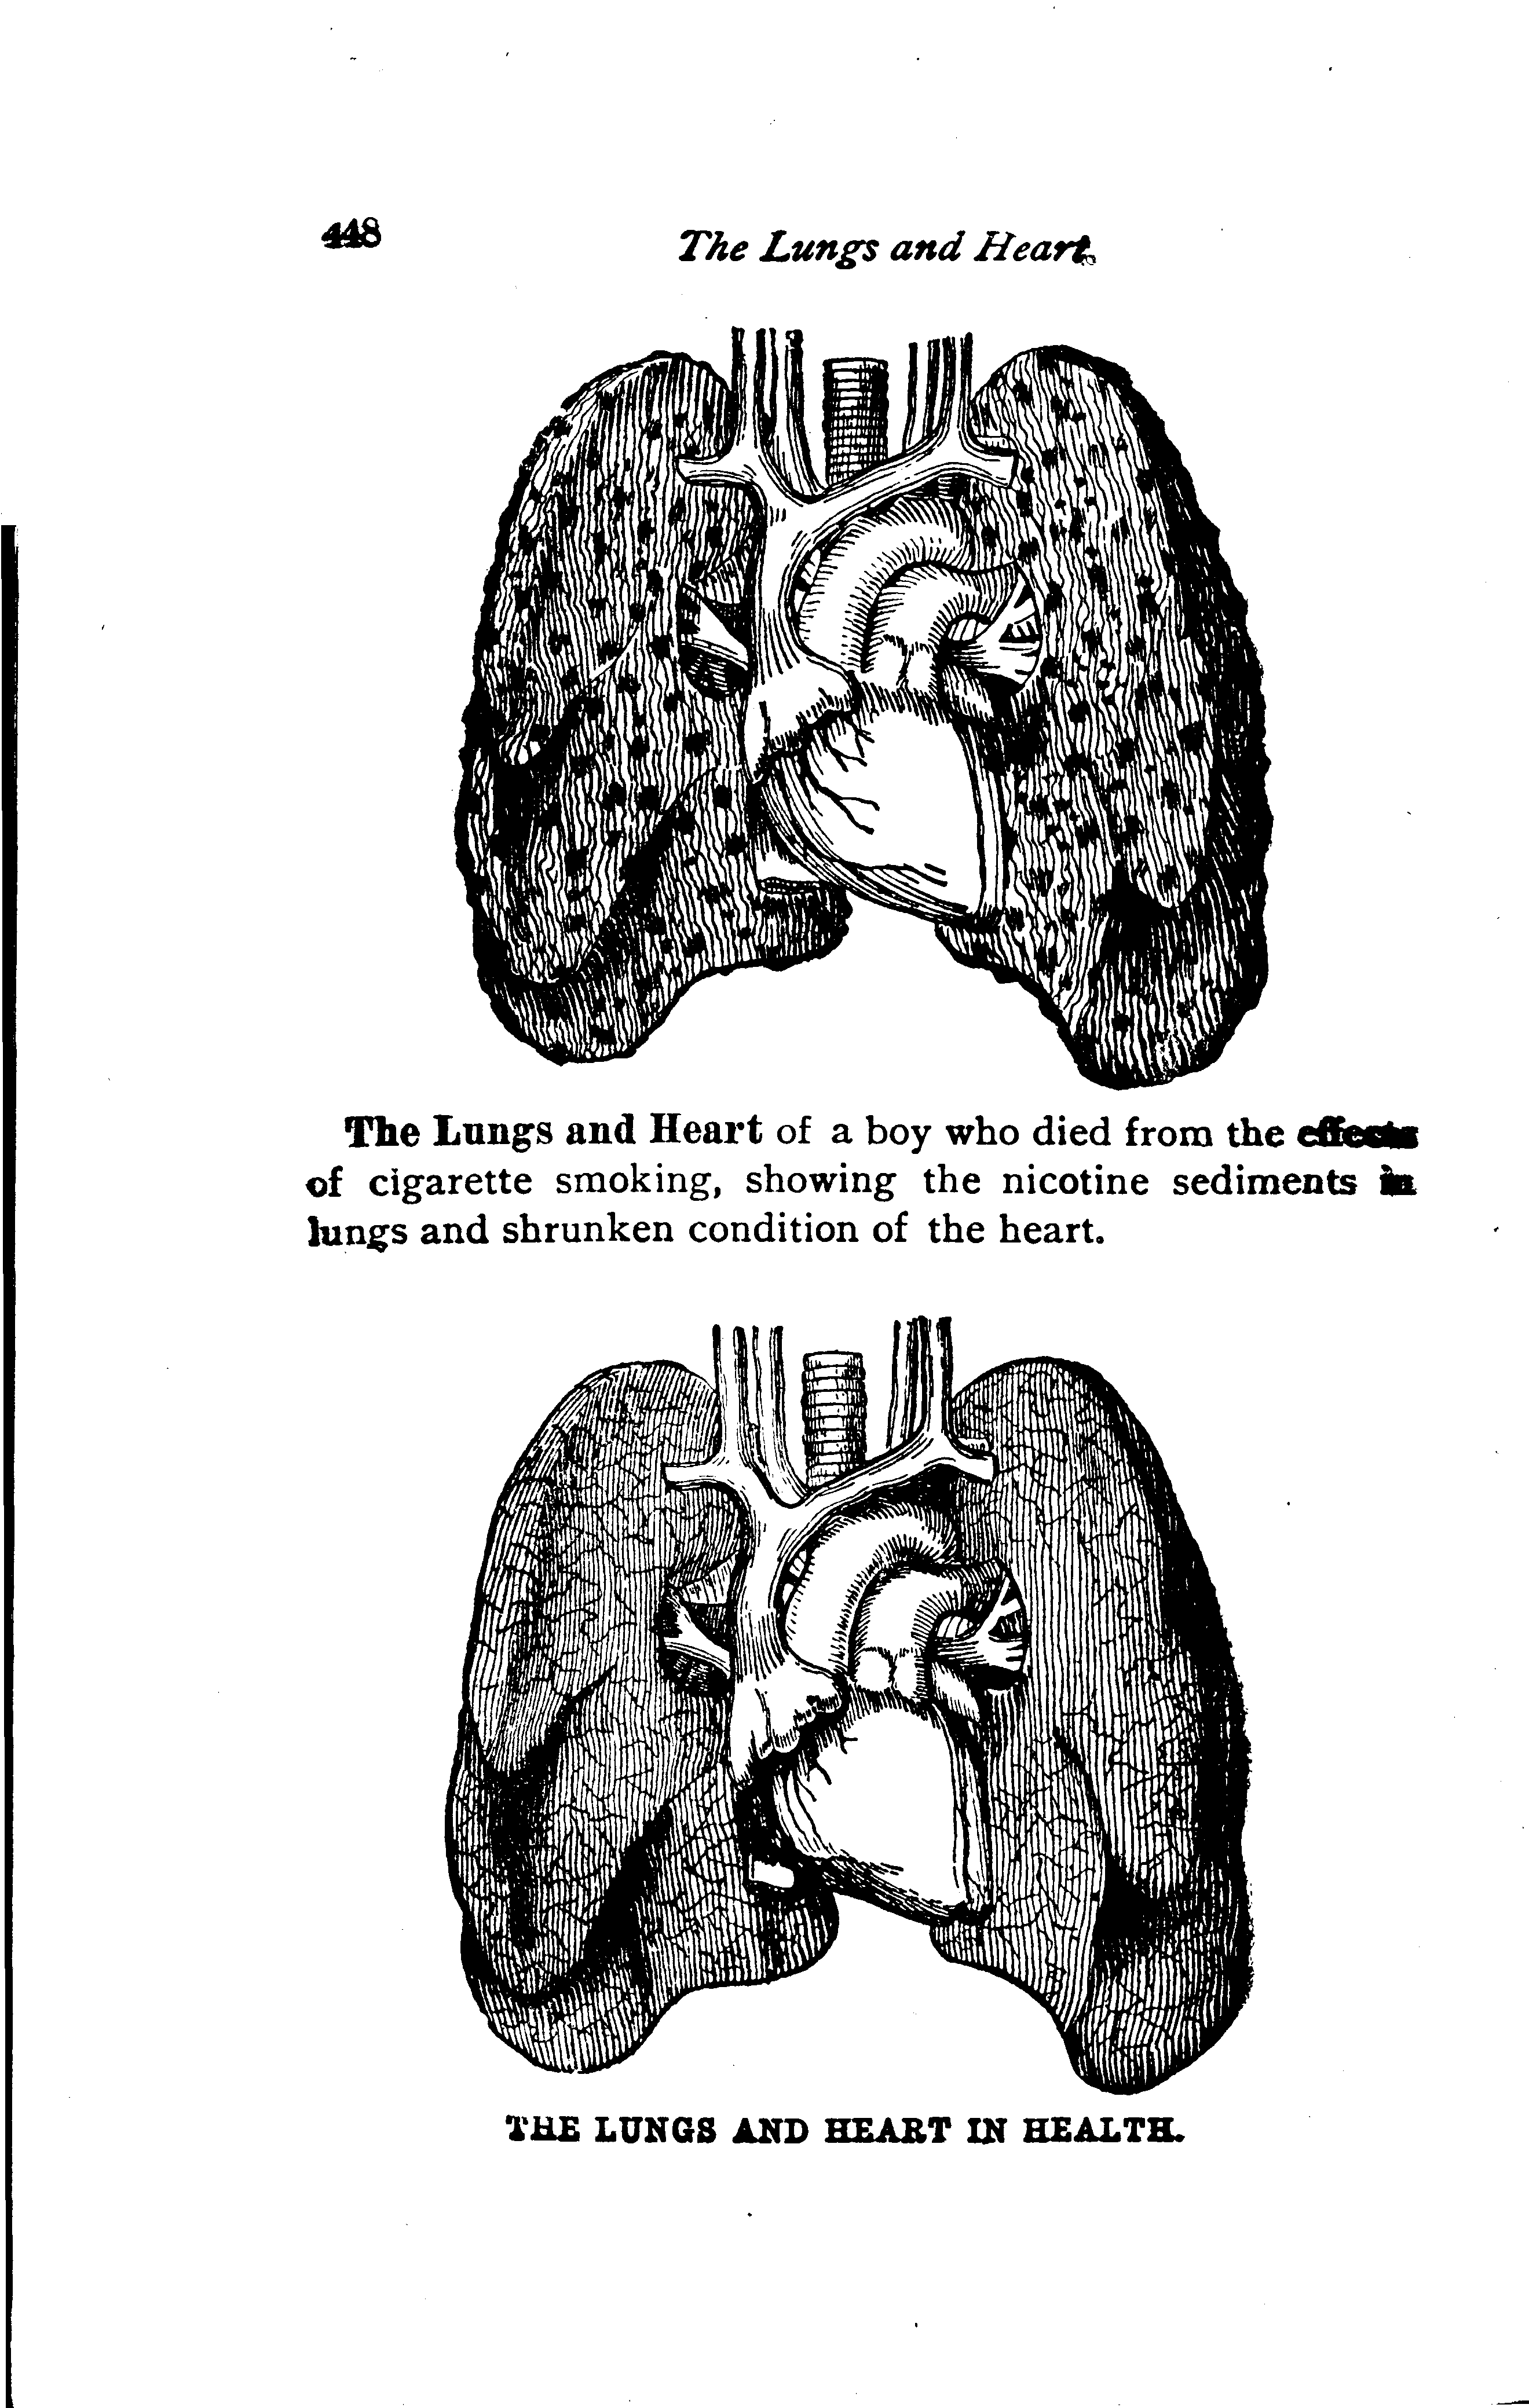 448
The Lungs and Heart.
The Lungs and Heart of a boy who died from the effects
of cigarette smoking, showing the nicotine sediments in
lungs and shrunken condition of the heart.
THE LUNGS AND HEART IN HEALTH.